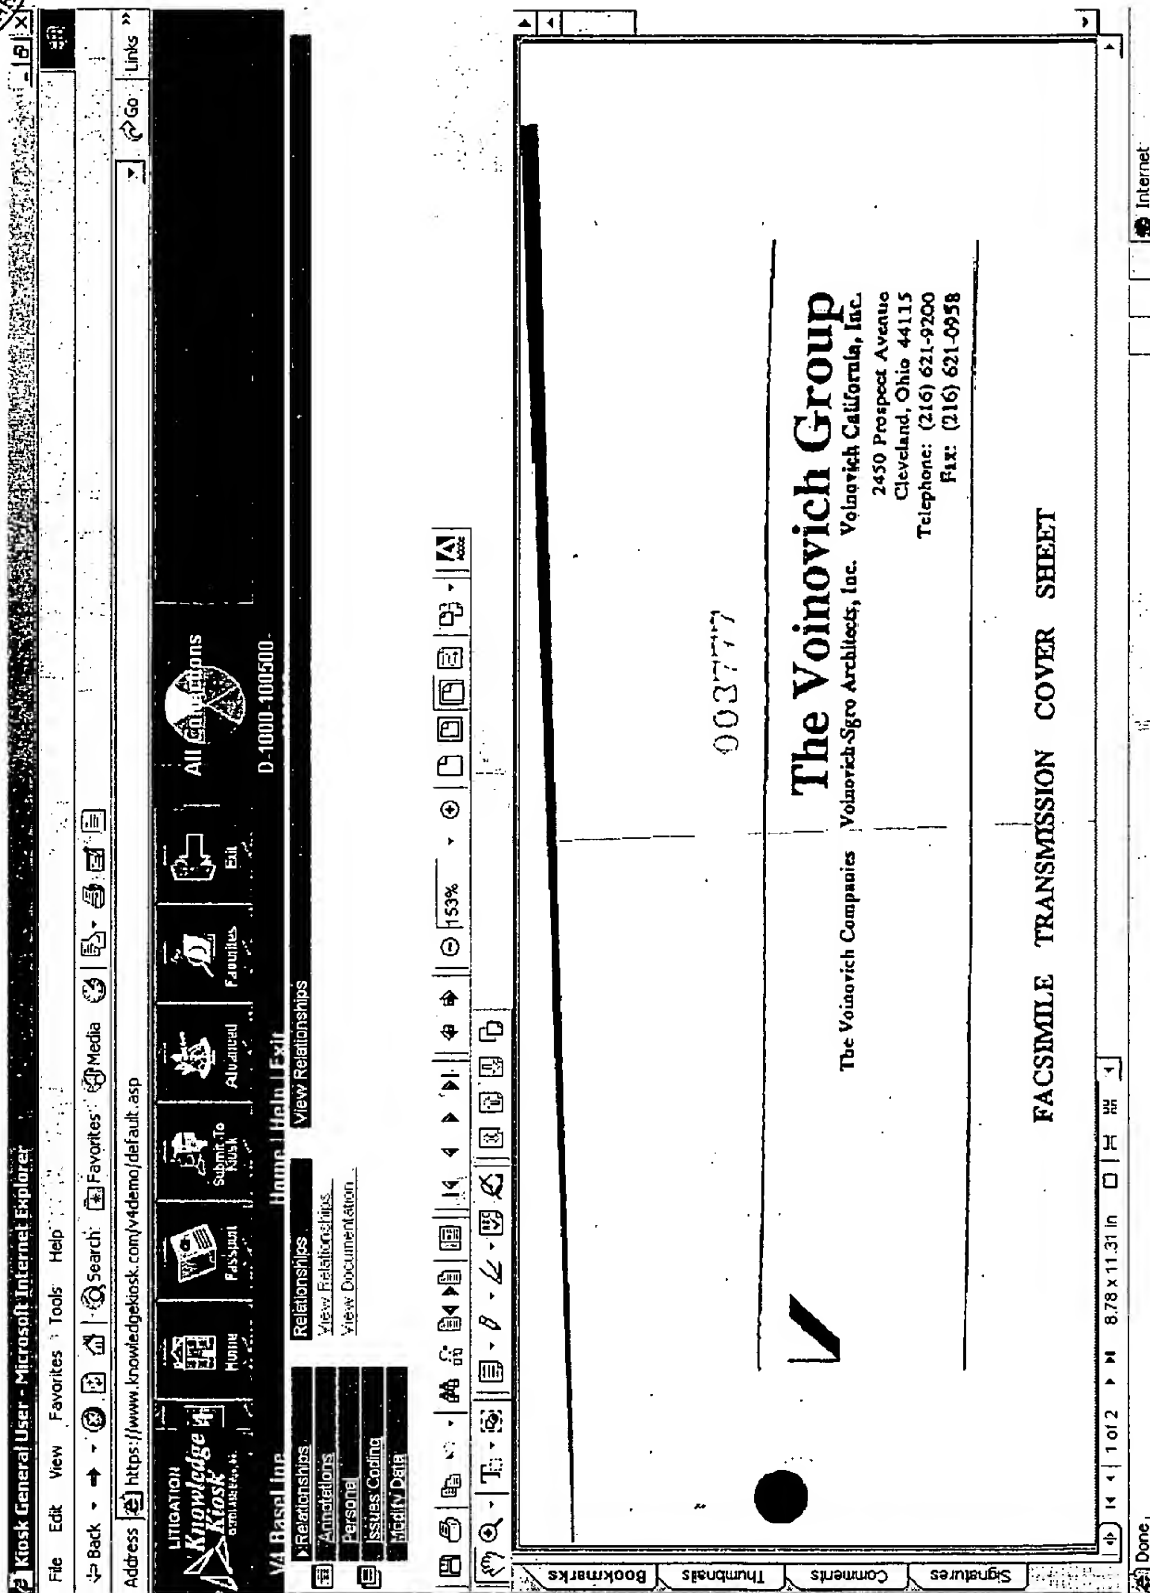 Kiosk General User - Microsoft Internet Explorer
File Edit View Favorites Tools Help
Back Search Favorites Media
Address https://www.knowledgekiosk.com/v4demo/default.asp Go Links »
LITIGATION
Knowledge
Kiosk
Home
Passport
Submit To
Kiosk
Advanced
Favourites
Exit
All
V4 BaseLine
Home | Help | Exit
D-1000-100500-
Relationships
Annotations
Personal
Issues Coding
Modify Data
Relationships
View Relationships
View Documentation
View Relationships
153%
Bookmarks
Thumbnails
Comments
Signatures
003777
The Voinovich Group
The Voinovich Companies Voinovich-Sgro Architects, Inc. Voinovich California, Inc.
2450 Prospect Avenue
Cleveland, Ohio 44115
Telephone: (216) 621-9200
Fax: (216) 621-0958
FACSIMILE TRANSMISSION COVER SHEET
1 of 2 8.78 x 11.31 in
Done
Internet